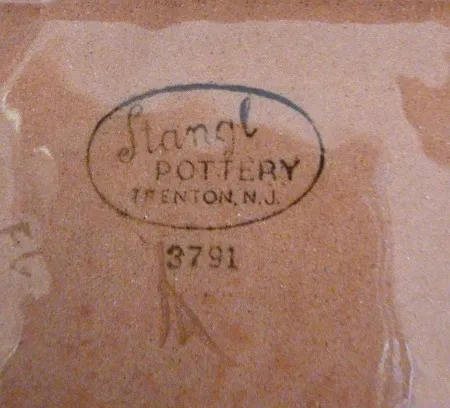 Stangl
POTTERY
TRENTON, N.J.
3791